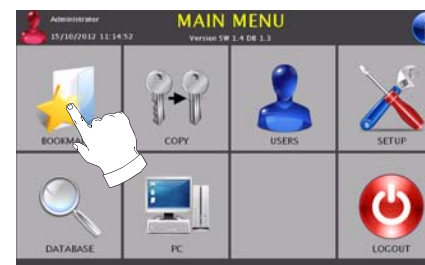 Administrator
MAIN MENU
15/10/2012 11:14:52
Version SW 1.4 DB 1.3
COPY
USERS
SETUP
DATABASE
PC
LOGOUT